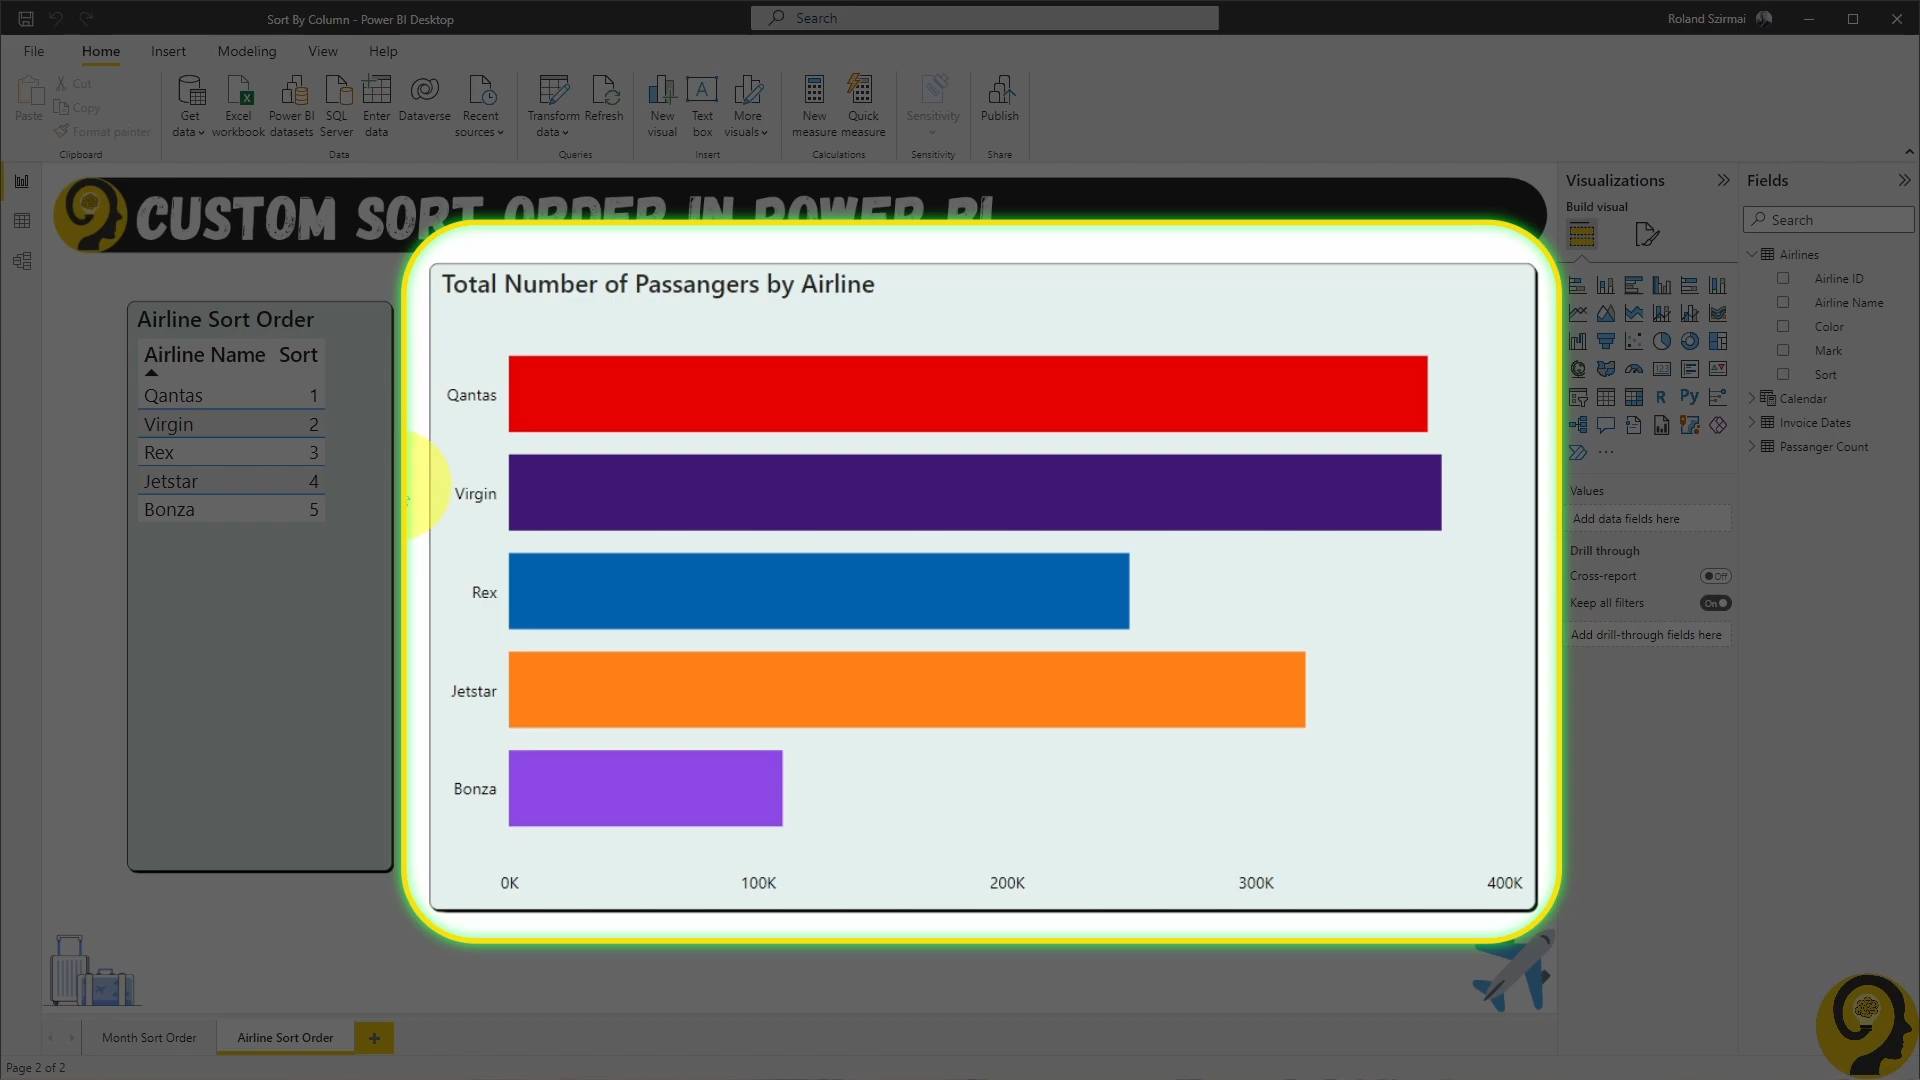 Sort By Column - Power BI Desktop
Search
Roland Szirmai
File Home Insert Modeling View Help
Paste
Cut
Copy
Format painter
Clipboard
Get data
Excel workbook
Power BI datasets
SQL Server
Enter data
Dataverse
Recent sources
Data
Transform data
Refresh
Queries
New visual
Text box
More visuals
Insert
New measure
Quick measure
Calculations
Sensitivity
Sensitivity
Publish
Share
CUSTOM SORT ORDER IN POWER BI
Airline Sort Order
Airline Name Sort
Qantas 1
Virgin 2
Rex 3
Jetstar 4
Bonza 5
Total Number of Passangers by Airline
Qantas
Virgin
Rex
Jetstar
Bonza
0K 100K 200K 300K 400K
Visualizations
Build visual
R Py
123
Values
Add data fields here
Drill through
Cross-report Off
Keep all filters On
Add drill-through fields here
Fields
Search
Airlines
Airline ID
Airline Name
Color
Mark
Sort
Calendar
Invoice Dates
Passanger Count
Month Sort Order
Airline Sort Order
Page 2 of 2